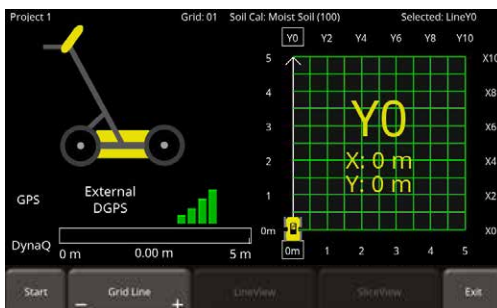 Project 1 Grid: 01 Soil Cal: Moist Soil (100) Selected: LineY0
Y0 Y2 Y4 Y6 Y8 Y10
5 X10
4 X8
3 X6
2 X4
1 X2
0m X0
Y0
X: 0 m
Y: 0 m
0m 1 2 3 4 5
GPS External
DGPS
DynaQ 0 m 0.00 m 5 m
Start - Grid Line + LineView SliceView Exit